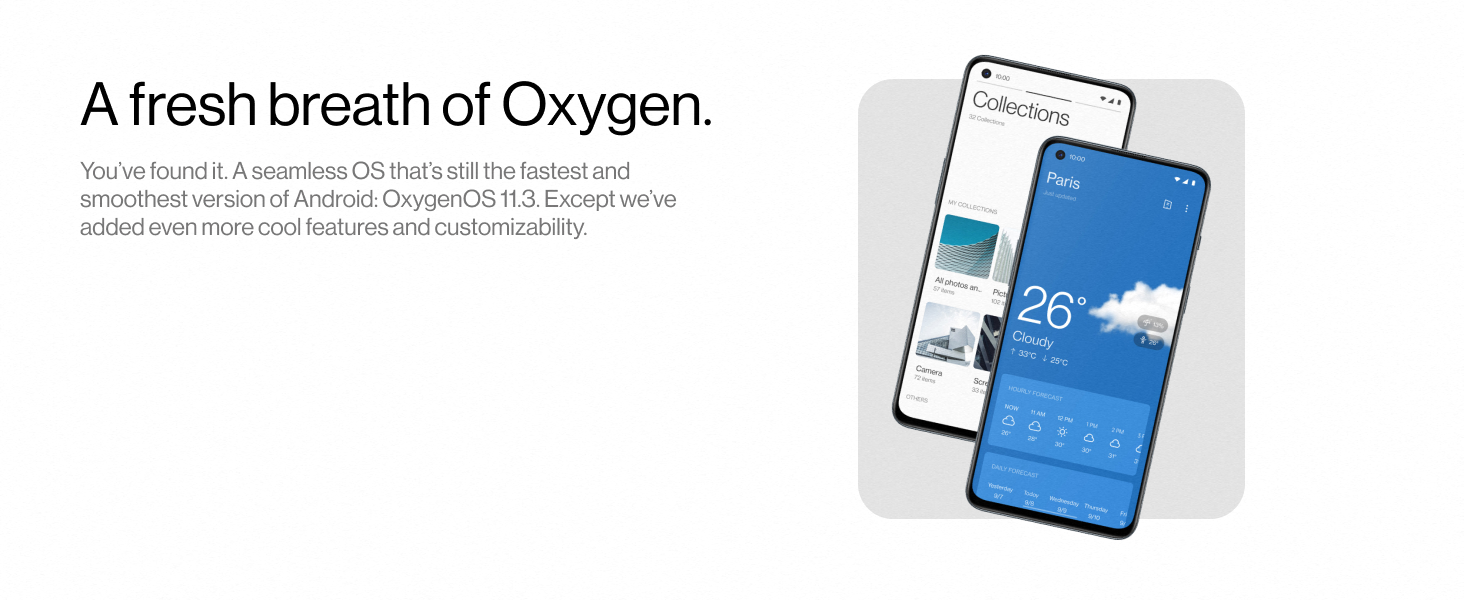 A fresh breath of Oxygen.
You’ve found it. A seamless OS that’s still the fastest and
smoothest version of Android: OxygenOS 11.3. Except we’ve
added even more cool features and customizability.
10:00
Collections
32 Collections
MY COLLECTIONS
All photos an..
57 items
Pict
102 it
Camera
72 items
Scre
53 ite
OTHERS
10:00
Paris
Just updated
26°
Cloudy
↑ 33°C ↓ 25°C
13%
26°
HOURLY FORECAST
NOW 11 AM 12 PM 1 PM 2 PM
26° 28° 30° 30° 31°
DAILY FORECAST
Yesterday Today Wednesday Thursday Fri
9/7 9/8 9/9 9/10